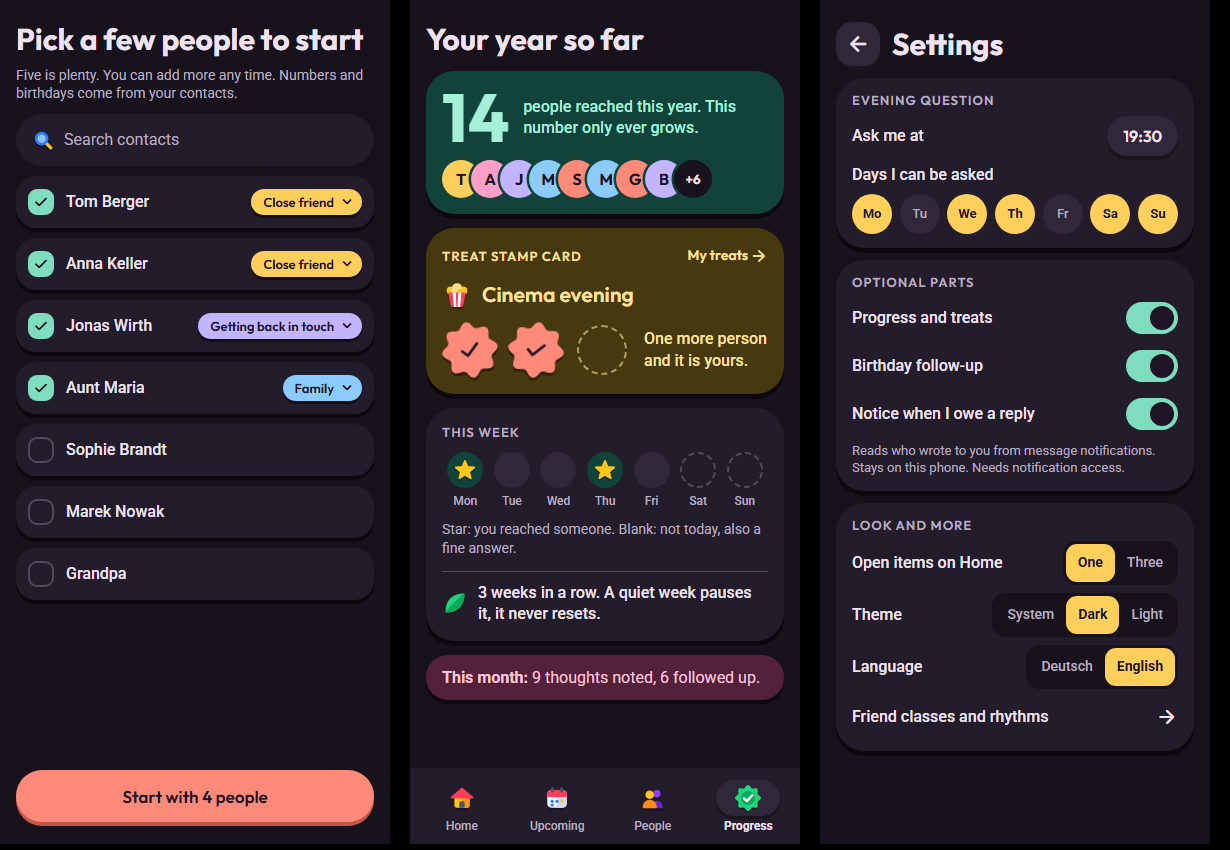 Pick a few people to start
Five is plenty. You can add more any time. Numbers and
birthdays come from your contacts.
Search contacts
Tom Berger
Close friend
Anna Keller
Close friend
Jonas Wirth
Getting back in touch
Aunt Maria
Family
Sophie Brandt
Marek Nowak
Grandpa
Start with 4 people
Your year so far
14
people reached this year. This
number only ever grows.
T A J M S M G B +6
TREAT STAMP CARD
My treats →
Cinema evening
One more person
and it is yours.
THIS WEEK
Mon Tue Wed Thu Fri Sat Sun
Star: you reached someone. Blank: not today, also a
fine answer.
3 weeks in a row. A quiet week pauses
it, it never resets.
This month: 9 thoughts noted, 6 followed up.
Home Upcoming People Progress
Settings
EVENING QUESTION
Ask me at
19:30
Days I can be asked
Mo Tu We Th Fr Sa Su
OPTIONAL PARTS
Progress and treats
Birthday follow-up
Notice when I owe a reply
Reads who wrote to you from message notifications.
Stays on this phone. Needs notification access.
LOOK AND MORE
Open items on Home
One Three
Theme
System Dark Light
Language
Deutsch English
Friend classes and rhythms →